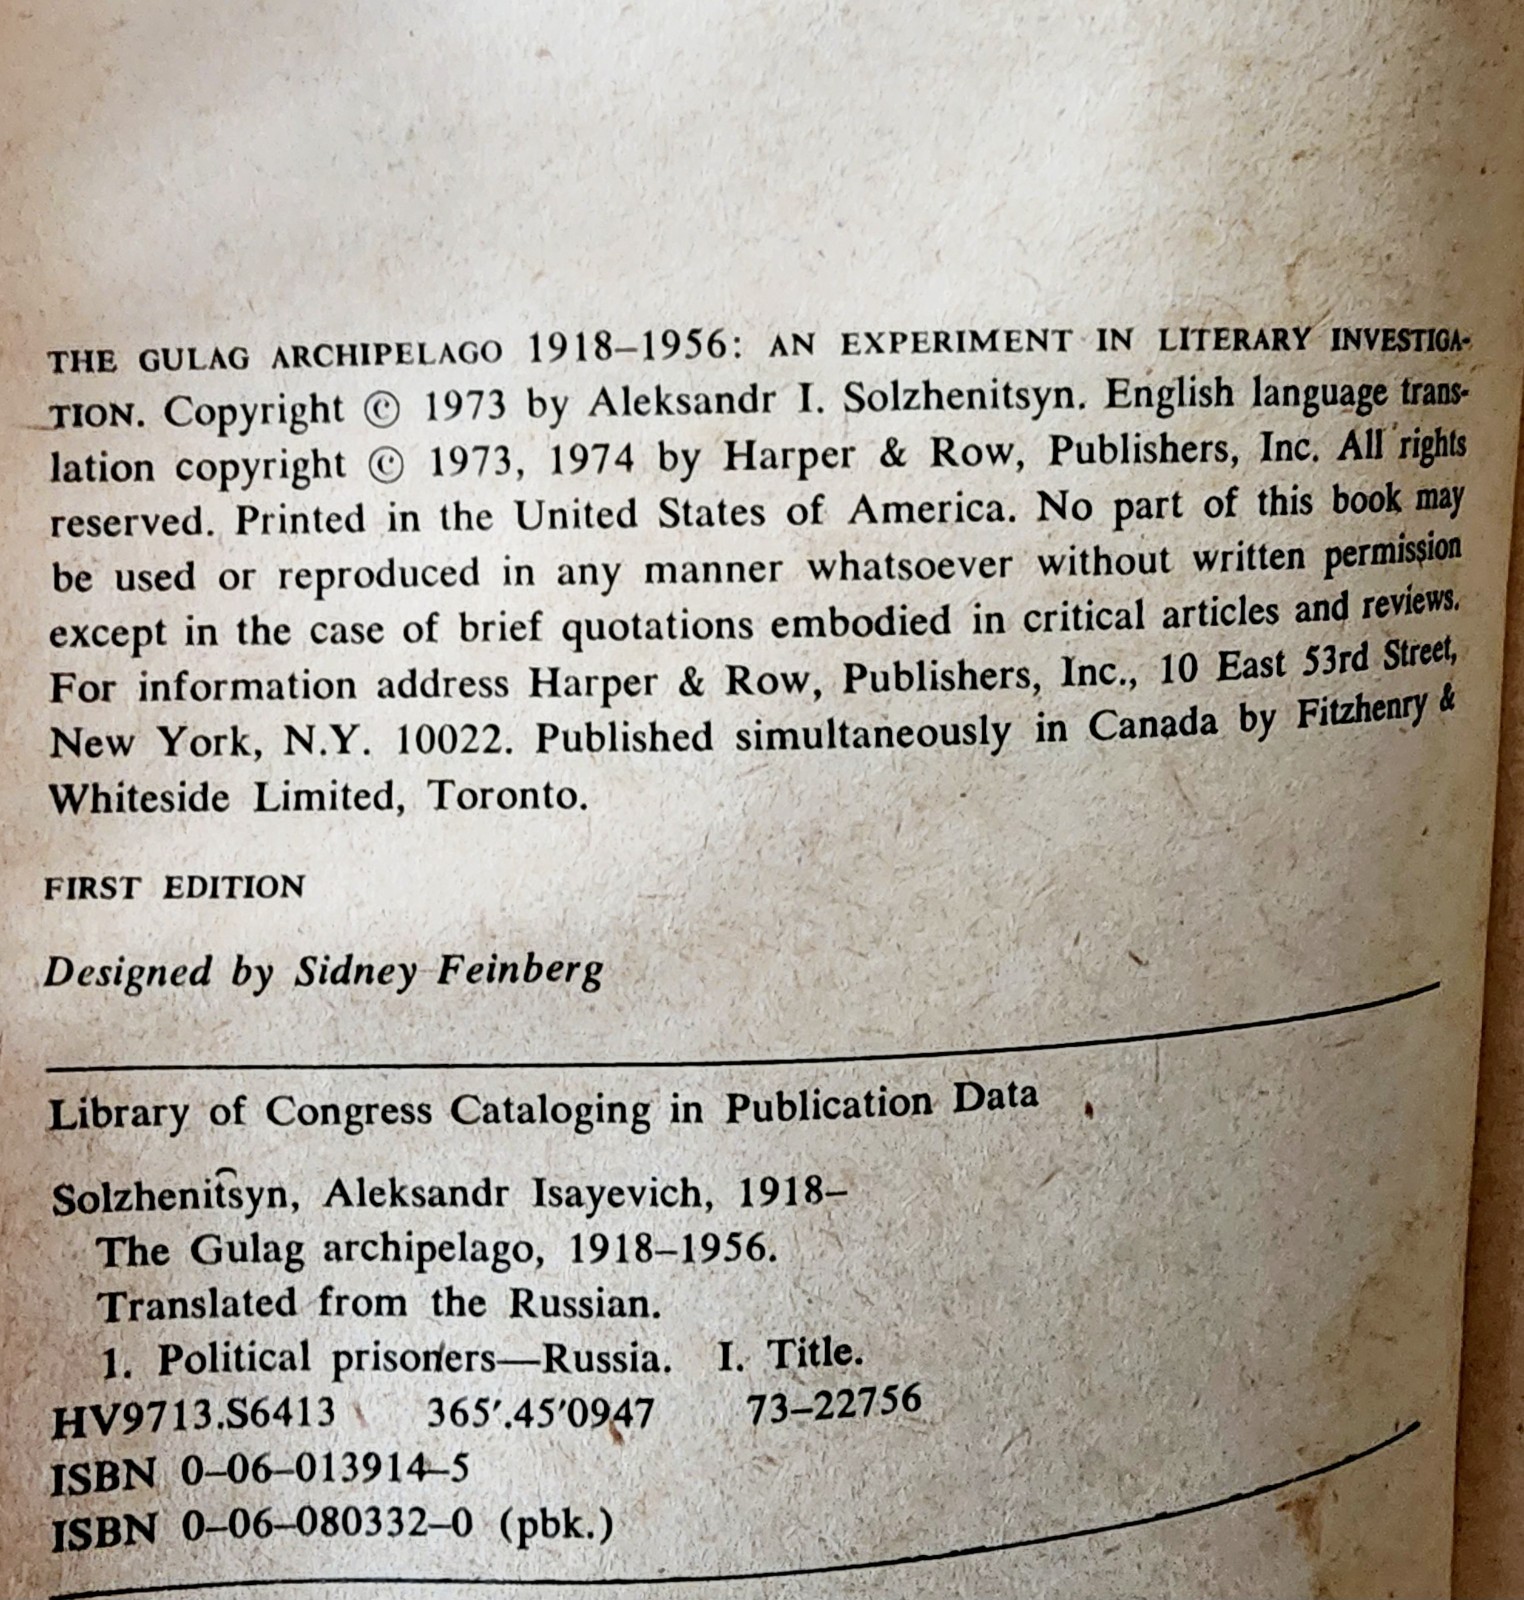 THE GULAG ARCHIPELAGO 1918–1956: AN EXPERIMENT IN LITERARY INVESTIGA-
TION. Copyright © 1973 by Aleksandr I. Solzhenitsyn. English language trans-
lation copyright © 1973, 1974 by Harper & Row, Publishers, Inc. All rights
reserved. Printed in the United States of America. No part of this book may
be used or reproduced in any manner whatsoever without written permission
except in the case of brief quotations embodied in critical articles and reviews.
For information address Harper & Row, Publishers, Inc., 10 East 53rd Street,
New York, N.Y. 10022. Published simultaneously in Canada by Fitzhenry &
Whiteside Limited, Toronto.
FIRST EDITION
Designed by Sidney Feinberg
Library of Congress Cataloging in Publication Data
Solzhenit͡syn, Aleksandr Isayevich, 1918–
The Gulag archipelago, 1918–1956.
Translated from the Russian.
1. Political prisoners—Russia. I. Title.
HV9713.S6413 365′.45′0947 73–22756
ISBN 0–06–013914–5
ISBN 0–06–080332–0 (pbk.)